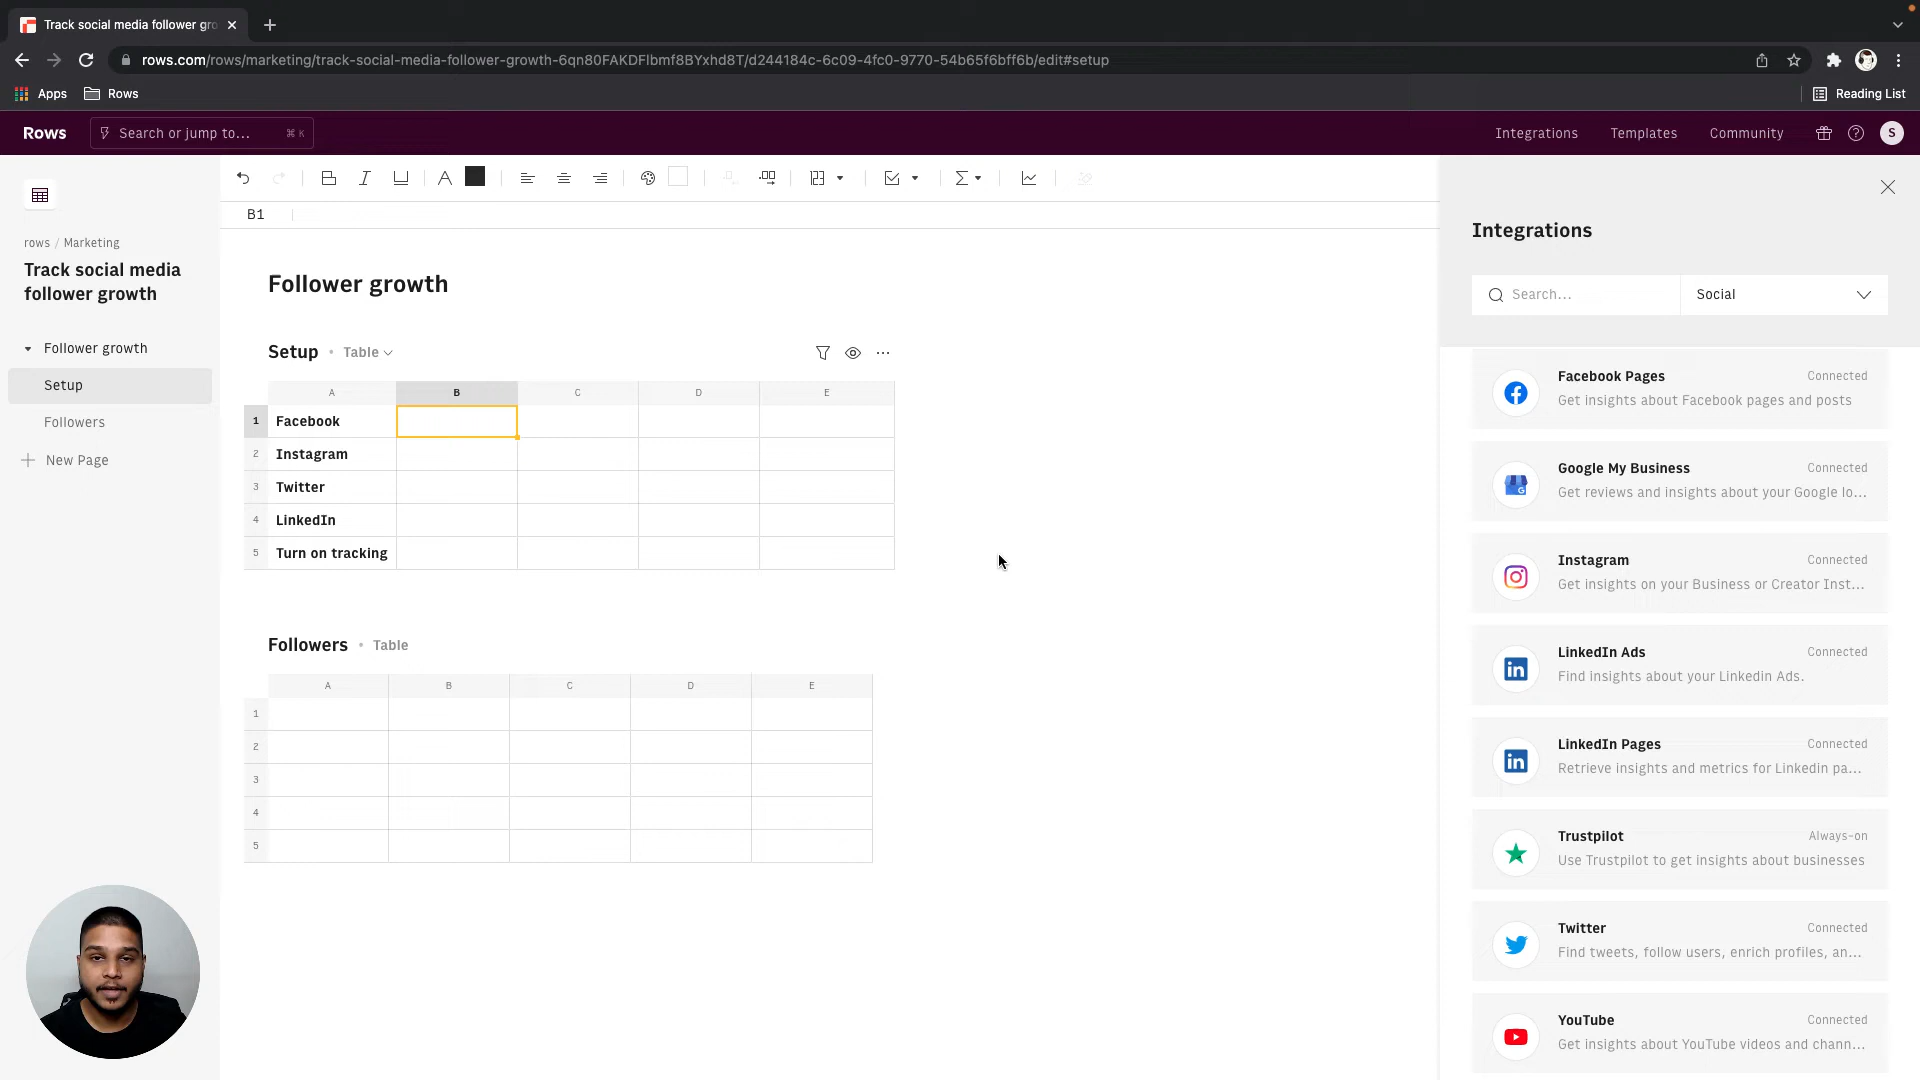 Track social media follower gro
rows.com/rows/marketing/track-social-media-follower-growth-6qn80FAKDFlbmf8BYxhd8T/d244184c-6c09-4fc0-9770-54b65f6bff6b/edit#setup
Apps Rows Reading List
Rows Search or jump to... ⌘ K Integrations Templates Community S
B1
rows / Marketing
Track social media
follower growth
Follower growth
Setup
Followers
New Page
Follower growth
Setup • Table
A B C D E
1 Facebook
2 Instagram
3 Twitter
4 LinkedIn
5 Turn on tracking
Followers • Table
A B C D E
1
2
3
4
5
Integrations
Search... Social
Facebook Pages Connected
Get insights about Facebook pages and posts
Google My Business Connected
Get reviews and insights about your Google lo...
Instagram Connected
Get insights on your Business or Creator Inst...
LinkedIn Ads Connected
Find insights about your Linkedin Ads.
LinkedIn Pages Connected
Retrieve insights and metrics for Linkedin pa...
Trustpilot Always-on
Use Trustpilot to get insights about businesses
Twitter Connected
Find tweets, follow users, enrich profiles, an...
YouTube Connected
Get insights about YouTube videos and chann...